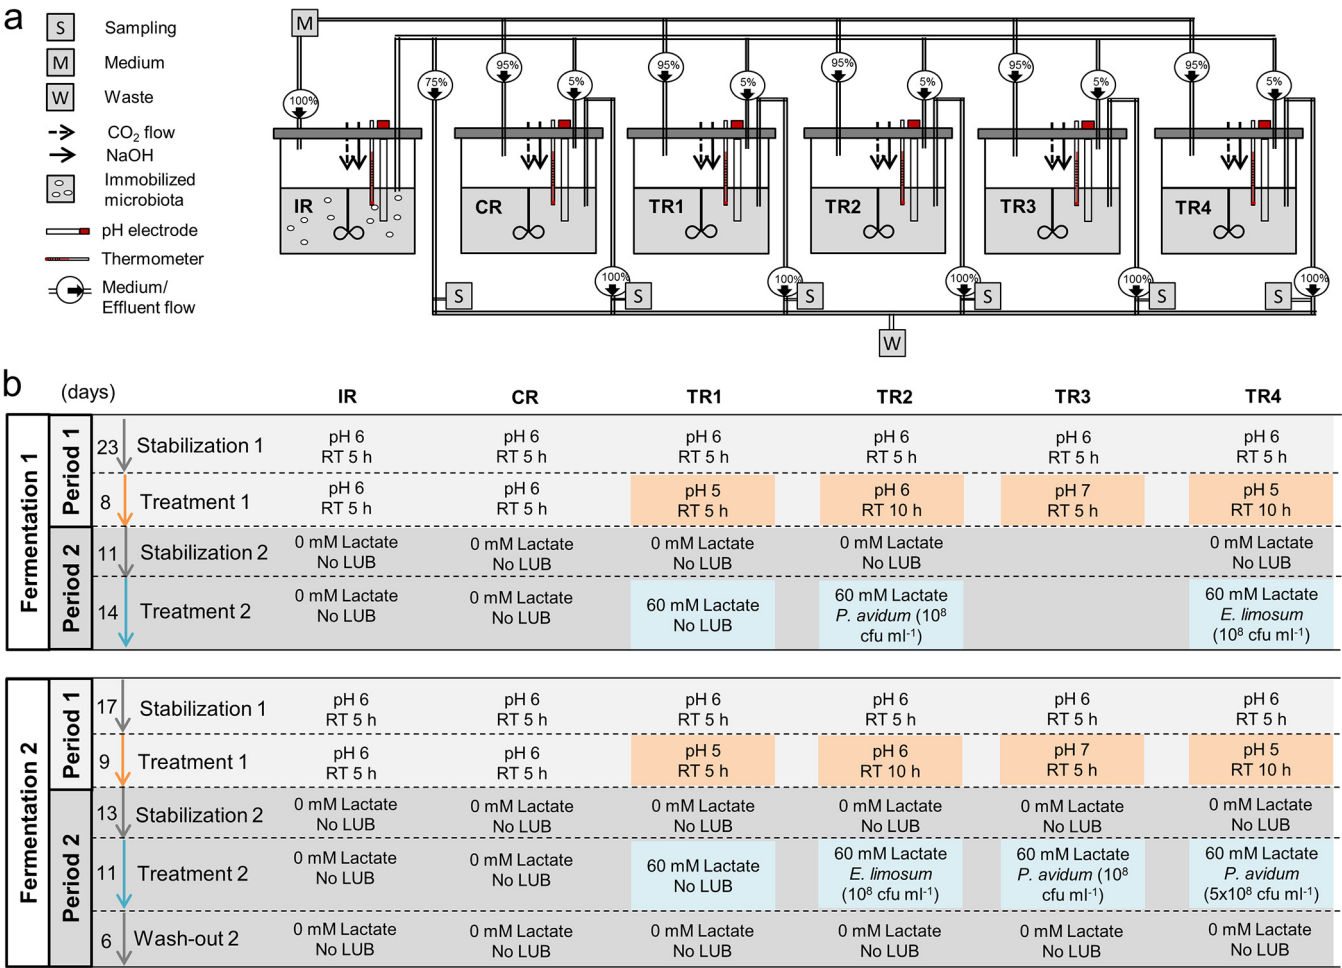 a
S Sampling
M Medium
W Waste
CO2 flow
NaOH
Immobilized
microbiota
pH electrode
Thermometer
Medium/
Effluent flow
M
100% 75% 95% 5% 95% 5% 95% 5% 95% 5% 95% 5%
IR CR TR1 TR2 TR3 TR4
100% 100% 100% 100% 100%
S S S S S S
W
b
(days) IR CR TR1 TR2 TR3 TR4
Fermentation 1
Period 1
23 Stabilization 1
pH 6 pH 6 pH 6 pH 6 pH 6 pH 6
RT 5 h RT 5 h RT 5 h RT 5 h RT 5 h RT 5 h
8 Treatment 1
pH 6 pH 6 pH 5 pH 6 pH 7 pH 5
RT 5 h RT 5 h RT 5 h RT 10 h RT 5 h RT 10 h
Period 2
11 Stabilization 2
0 mM Lactate 0 mM Lactate 0 mM Lactate 0 mM Lactate 0 mM Lactate
No LUB No LUB No LUB No LUB No LUB
14 Treatment 2
0 mM Lactate 0 mM Lactate 60 mM Lactate 60 mM Lactate 60 mM Lactate
No LUB No LUB No LUB P. avidum (10⁸ E. limosum
cfu ml⁻¹) (10⁸ cfu ml⁻¹)
Fermentation 2
Period 1
17 Stabilization 1
pH 6 pH 6 pH 6 pH 6 pH 6 pH 6
RT 5 h RT 5 h RT 5 h RT 5 h RT 5 h RT 5 h
9 Treatment 1
pH 6 pH 6 pH 5 pH 6 pH 7 pH 5
RT 5 h RT 5 h RT 5 h RT 10 h RT 5 h RT 10 h
Period 2
13 Stabilization 2
0 mM Lactate 0 mM Lactate 0 mM Lactate 0 mM Lactate 0 mM Lactate 0 mM Lactate
No LUB No LUB No LUB No LUB No LUB No LUB
11 Treatment 2
0 mM Lactate 0 mM Lactate 60 mM Lactate 60 mM Lactate 60 mM Lactate 60 mM Lactate
No LUB No LUB No LUB E. limosum P. avidum (10⁸ P. avidum
(10⁸ cfu ml⁻¹) cfu ml⁻¹) (5x10⁸ cfu ml⁻¹)
6 Wash-out 2
0 mM Lactate 0 mM Lactate 0 mM Lactate 0 mM Lactate 0 mM Lactate 0 mM Lactate
No LUB No LUB No LUB No LUB No LUB No LUB